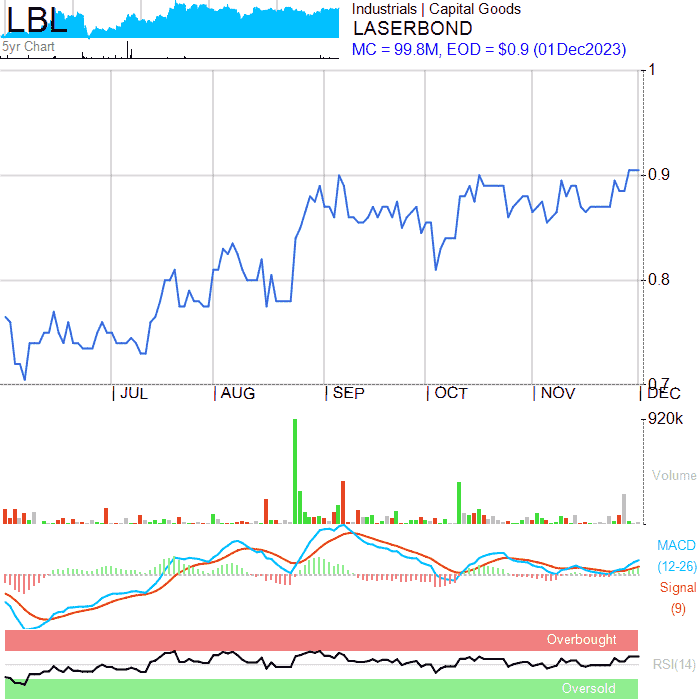 LBL
Industrials | Capital Goods
LASERBOND
5yr Chart
MC = 99.8M, EOD = $0.9 (01Dec2023)
1
0.9
0.8
0.7
JUL AUG SEP OCT NOV DEC
920k
Volume
MACD
(12-26)
Signal
(9)
Overbought
RSI(14)
Oversold